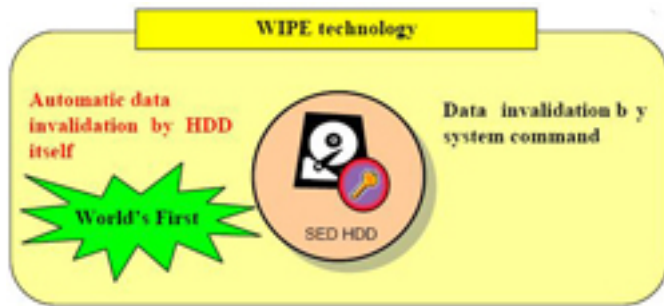 WIPE technology
Automatic data
invalidation by HDD
itself
World's First
SED HDD
Data invalidation b y
system command